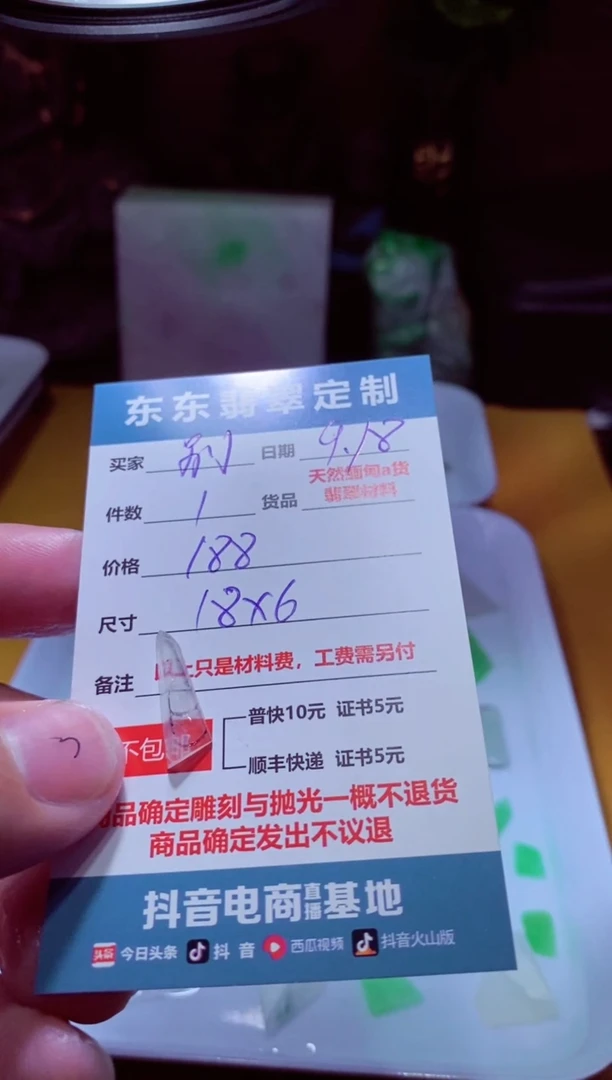 东东翡翠定制
买家 别 日期 9.18
件数 1 货品 天然缅甸a货
翡翠材料
价格 188
尺寸 18x6
备注 上只是材料费，工费需另付
不包 普快10元 证书5元
顺丰快递 证书5元
品确定雕刻与抛光一概不退货
商品确定发出不议退
抖音电商直播基地
头条 今日头条 抖音 西瓜视频 抖音火山版